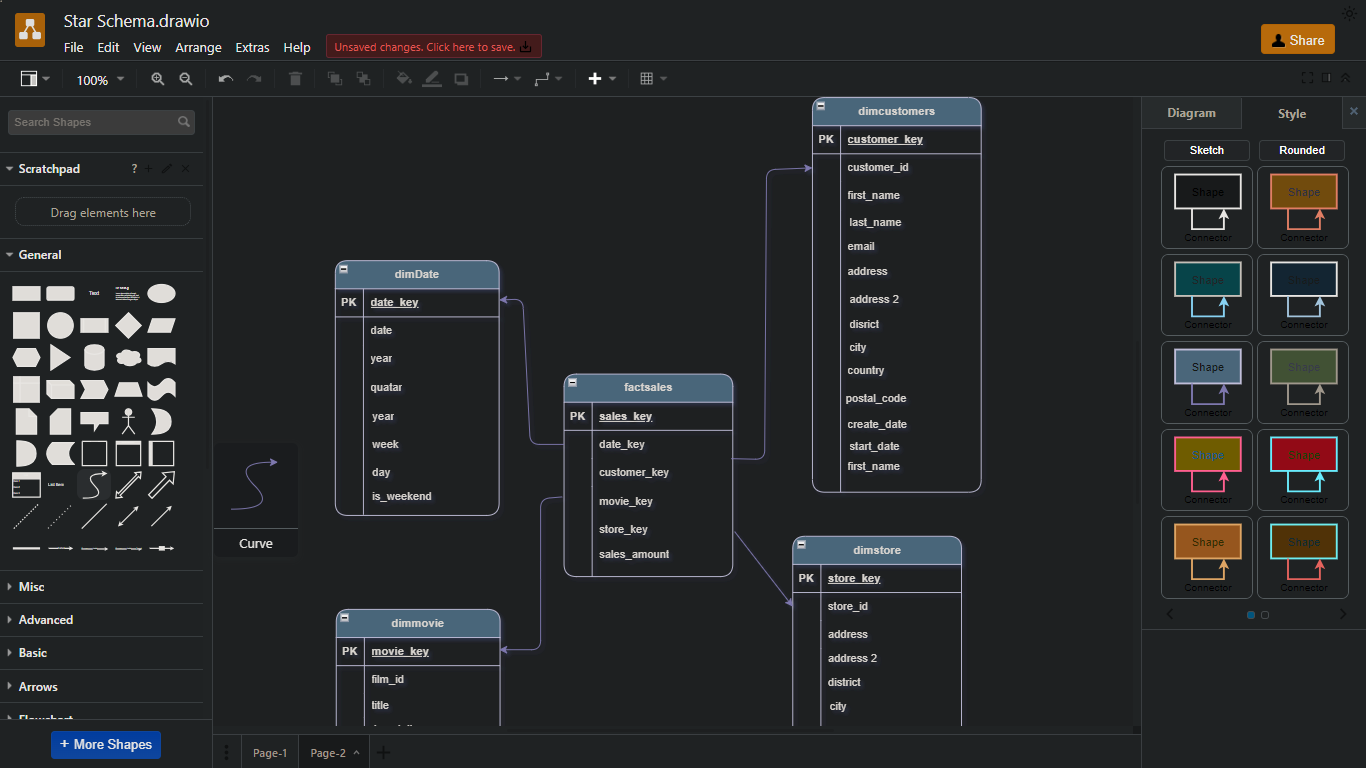 Star Schema.drawio
File Edit View Arrange Extras Help
Unsaved changes. Click here to save.
Share
100%
Search Shapes
Scratchpad
?
Drag elements here
General
Text
List Item
Curve
Misc
Advanced
Basic
Arrows
Flowchart
+ More Shapes
dimDate
PK date_key
date
year
quatar
year
week
day
is_weekend
dimmovie
PK movie_key
film_id
title
factsales
PK sales_key
date_key
customer_key
movie_key
store_key
sales_amount
dimcustomers
PK customer_key
customer_id
first_name
last_name
email
address
address 2
disrict
city
country
postal_code
create_date
start_date
first_name
dimstore
PK store_key
store_id
address
address 2
district
city
Page-1
Page-2
Diagram
Style
Sketch
Rounded
Shape
Connector
Shape
Connector
Shape
Connector
Shape
Connector
Shape
Connector
Shape
Connector
Shape
Connector
Shape
Connector
Shape
Connector
Shape
Connector